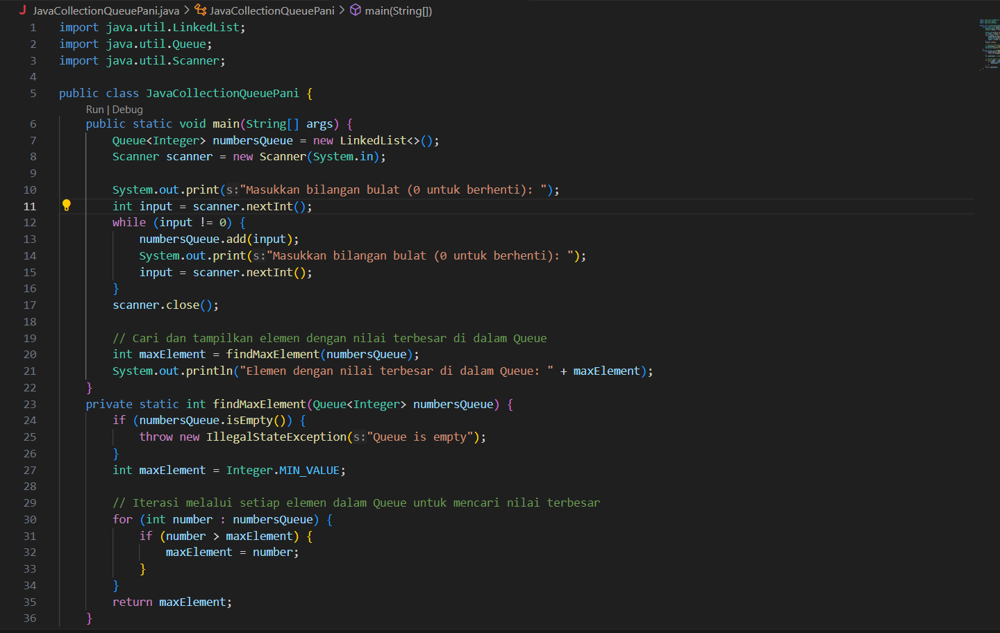 JavaCollectionQueuePani.java > JavaCollectionQueuePani > main(String[])
1 import java.util.LinkedList;
2 import java.util.Queue;
3 import java.util.Scanner;
4
5 public class JavaCollectionQueuePani {
Run | Debug
6 public static void main(String[] args) {
7 Queue<Integer> numbersQueue = new LinkedList<>();
8 Scanner scanner = new Scanner(System.in);
9
10 System.out.print(s:"Masukkan bilangan bulat (0 untuk berhenti): ");
11 int input = scanner.nextInt();
12 while (input != 0) {
13 numbersQueue.add(input);
14 System.out.print(s:"Masukkan bilangan bulat (0 untuk berhenti): ");
15 input = scanner.nextInt();
16 }
17 scanner.close();
18
19 // Cari dan tampilkan elemen dengan nilai terbesar di dalam Queue
20 int maxElement = findMaxElement(numbersQueue);
21 System.out.println("Elemen dengan nilai terbesar di dalam Queue: " + maxElement);
22 }
23 private static int findMaxElement(Queue<Integer> numbersQueue) {
24 if (numbersQueue.isEmpty()) {
25 throw new IllegalStateException(s:"Queue is empty");
26 }
27 int maxElement = Integer.MIN_VALUE;
28
29 // Iterasi melalui setiap elemen dalam Queue untuk mencari nilai terbesar
30 for (int number : numbersQueue) {
31 if (number > maxElement) {
32 maxElement = number;
33 }
34 }
35 return maxElement;
36 }